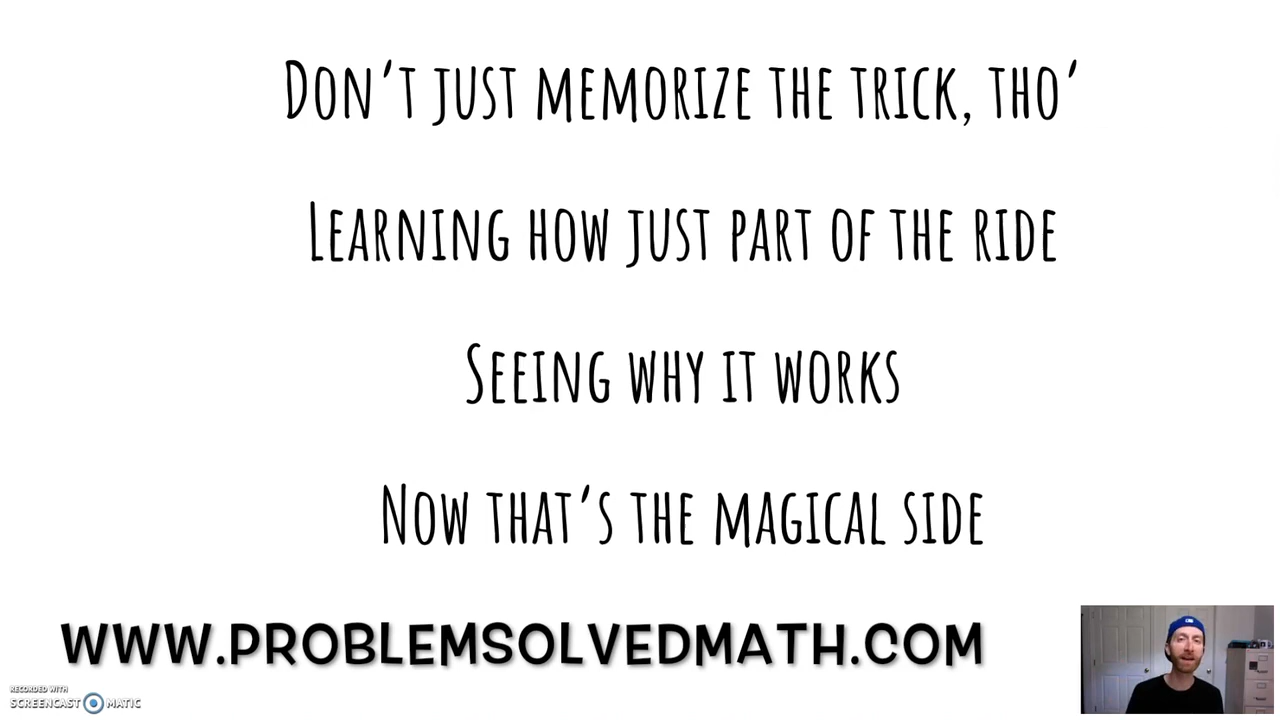 DON'T JUST MEMORIZE THE TRICK, THO'
LEARNING HOW JUST PART OF THE RIDE
SEEING WHY IT WORKS
NOW THAT'S THE MAGICAL SIDE
WWW.PROBLEMSOLVEDMATH.COM
RECORDED WITH
SCREENCAST MATIC